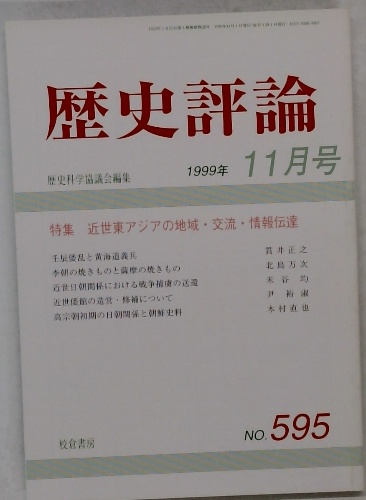 歴史評論
歴史科学協議会編集
1999年 11月号
特集 近世東アジアの地域・交流・情報伝達
壬辰倭乱と黄海道義兵 貫井正之
李朝の焼きものと薩摩の焼きもの 北島万次
近世日朝関係における戦争捕虜の送還 米谷均
近世倭館の造営・修補について 尹裕淑
高宗朝初期の日朝関係と朝鮮史料 木村直也
校倉書房
NO.595